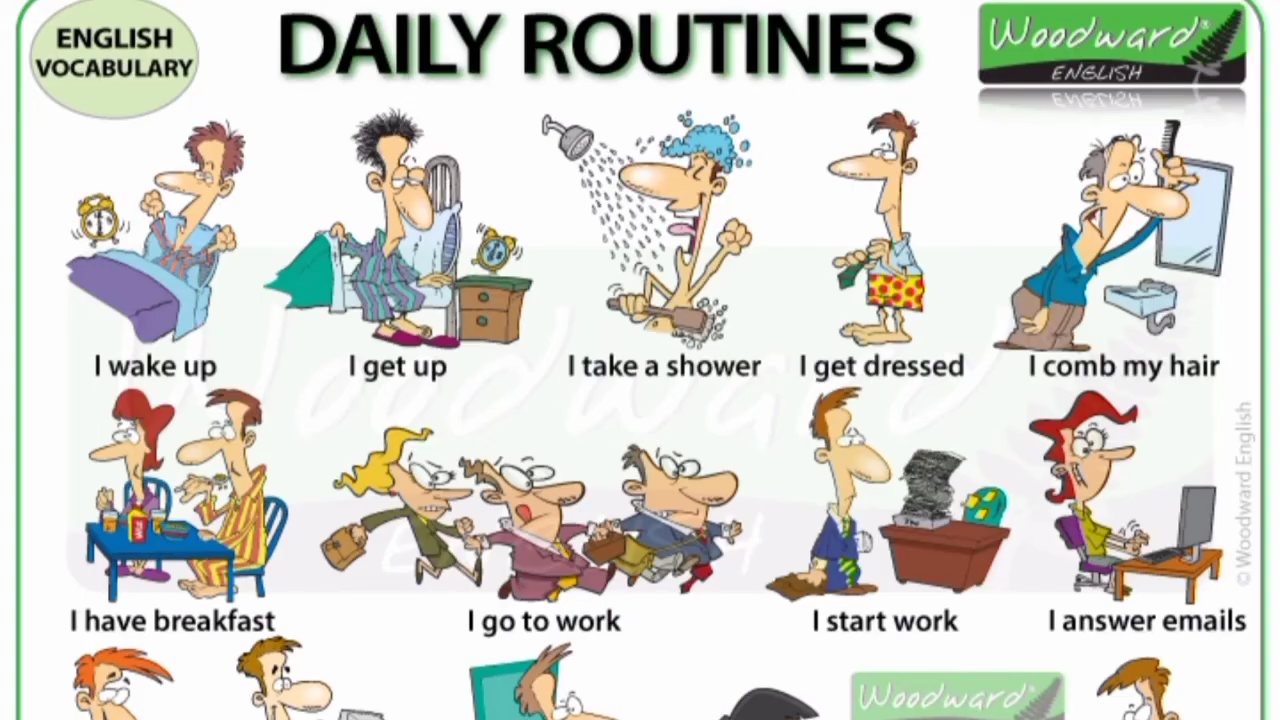 ENGLISH
VOCABULARY
DAILY ROUTINES
Woodward®
ENGLISH
I wake up
I get up
I take a shower
I get dressed
I comb my hair
I have breakfast
I go to work
I start work
I answer emails
© Woodward English
Woodward®